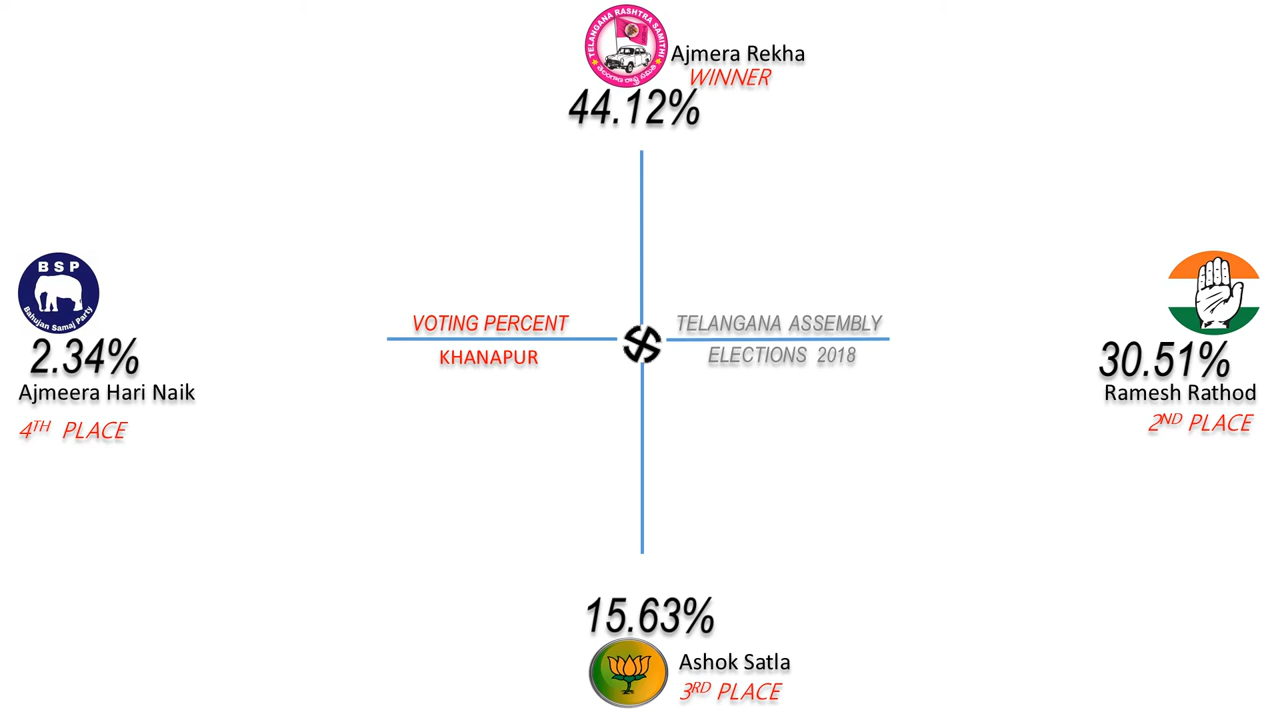 TELANGANA RASHTRA SAMITHI
తెలంగాణ రాష్ట్ర సమితి
Ajmera Rekha
WINNER
44.12%
BSP
Bahujan Samaj Party
2.34%
Ajmeera Hari Naik
4TH PLACE
VOTING PERCENT
KHANAPUR
TELANGANA ASSEMBLY
ELECTIONS 2018
30.51%
Ramesh Rathod
2ND PLACE
15.63%
Ashok Satla
3RD PLACE